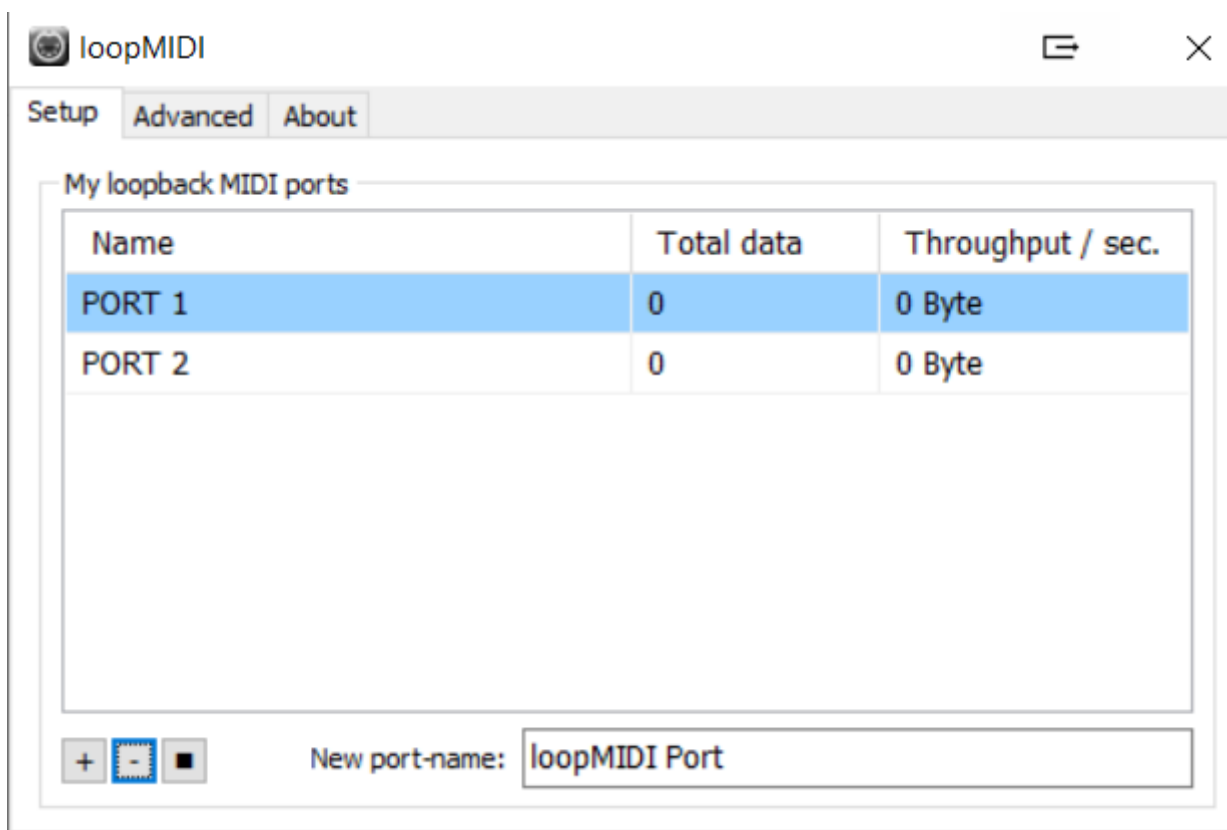 loopMIDI
Setup Advanced About
My loopback MIDI ports
Name Total data Throughput / sec.
PORT 1 0 0 Byte
PORT 2 0 0 Byte
+ - ■ New port-name: loopMIDI Port